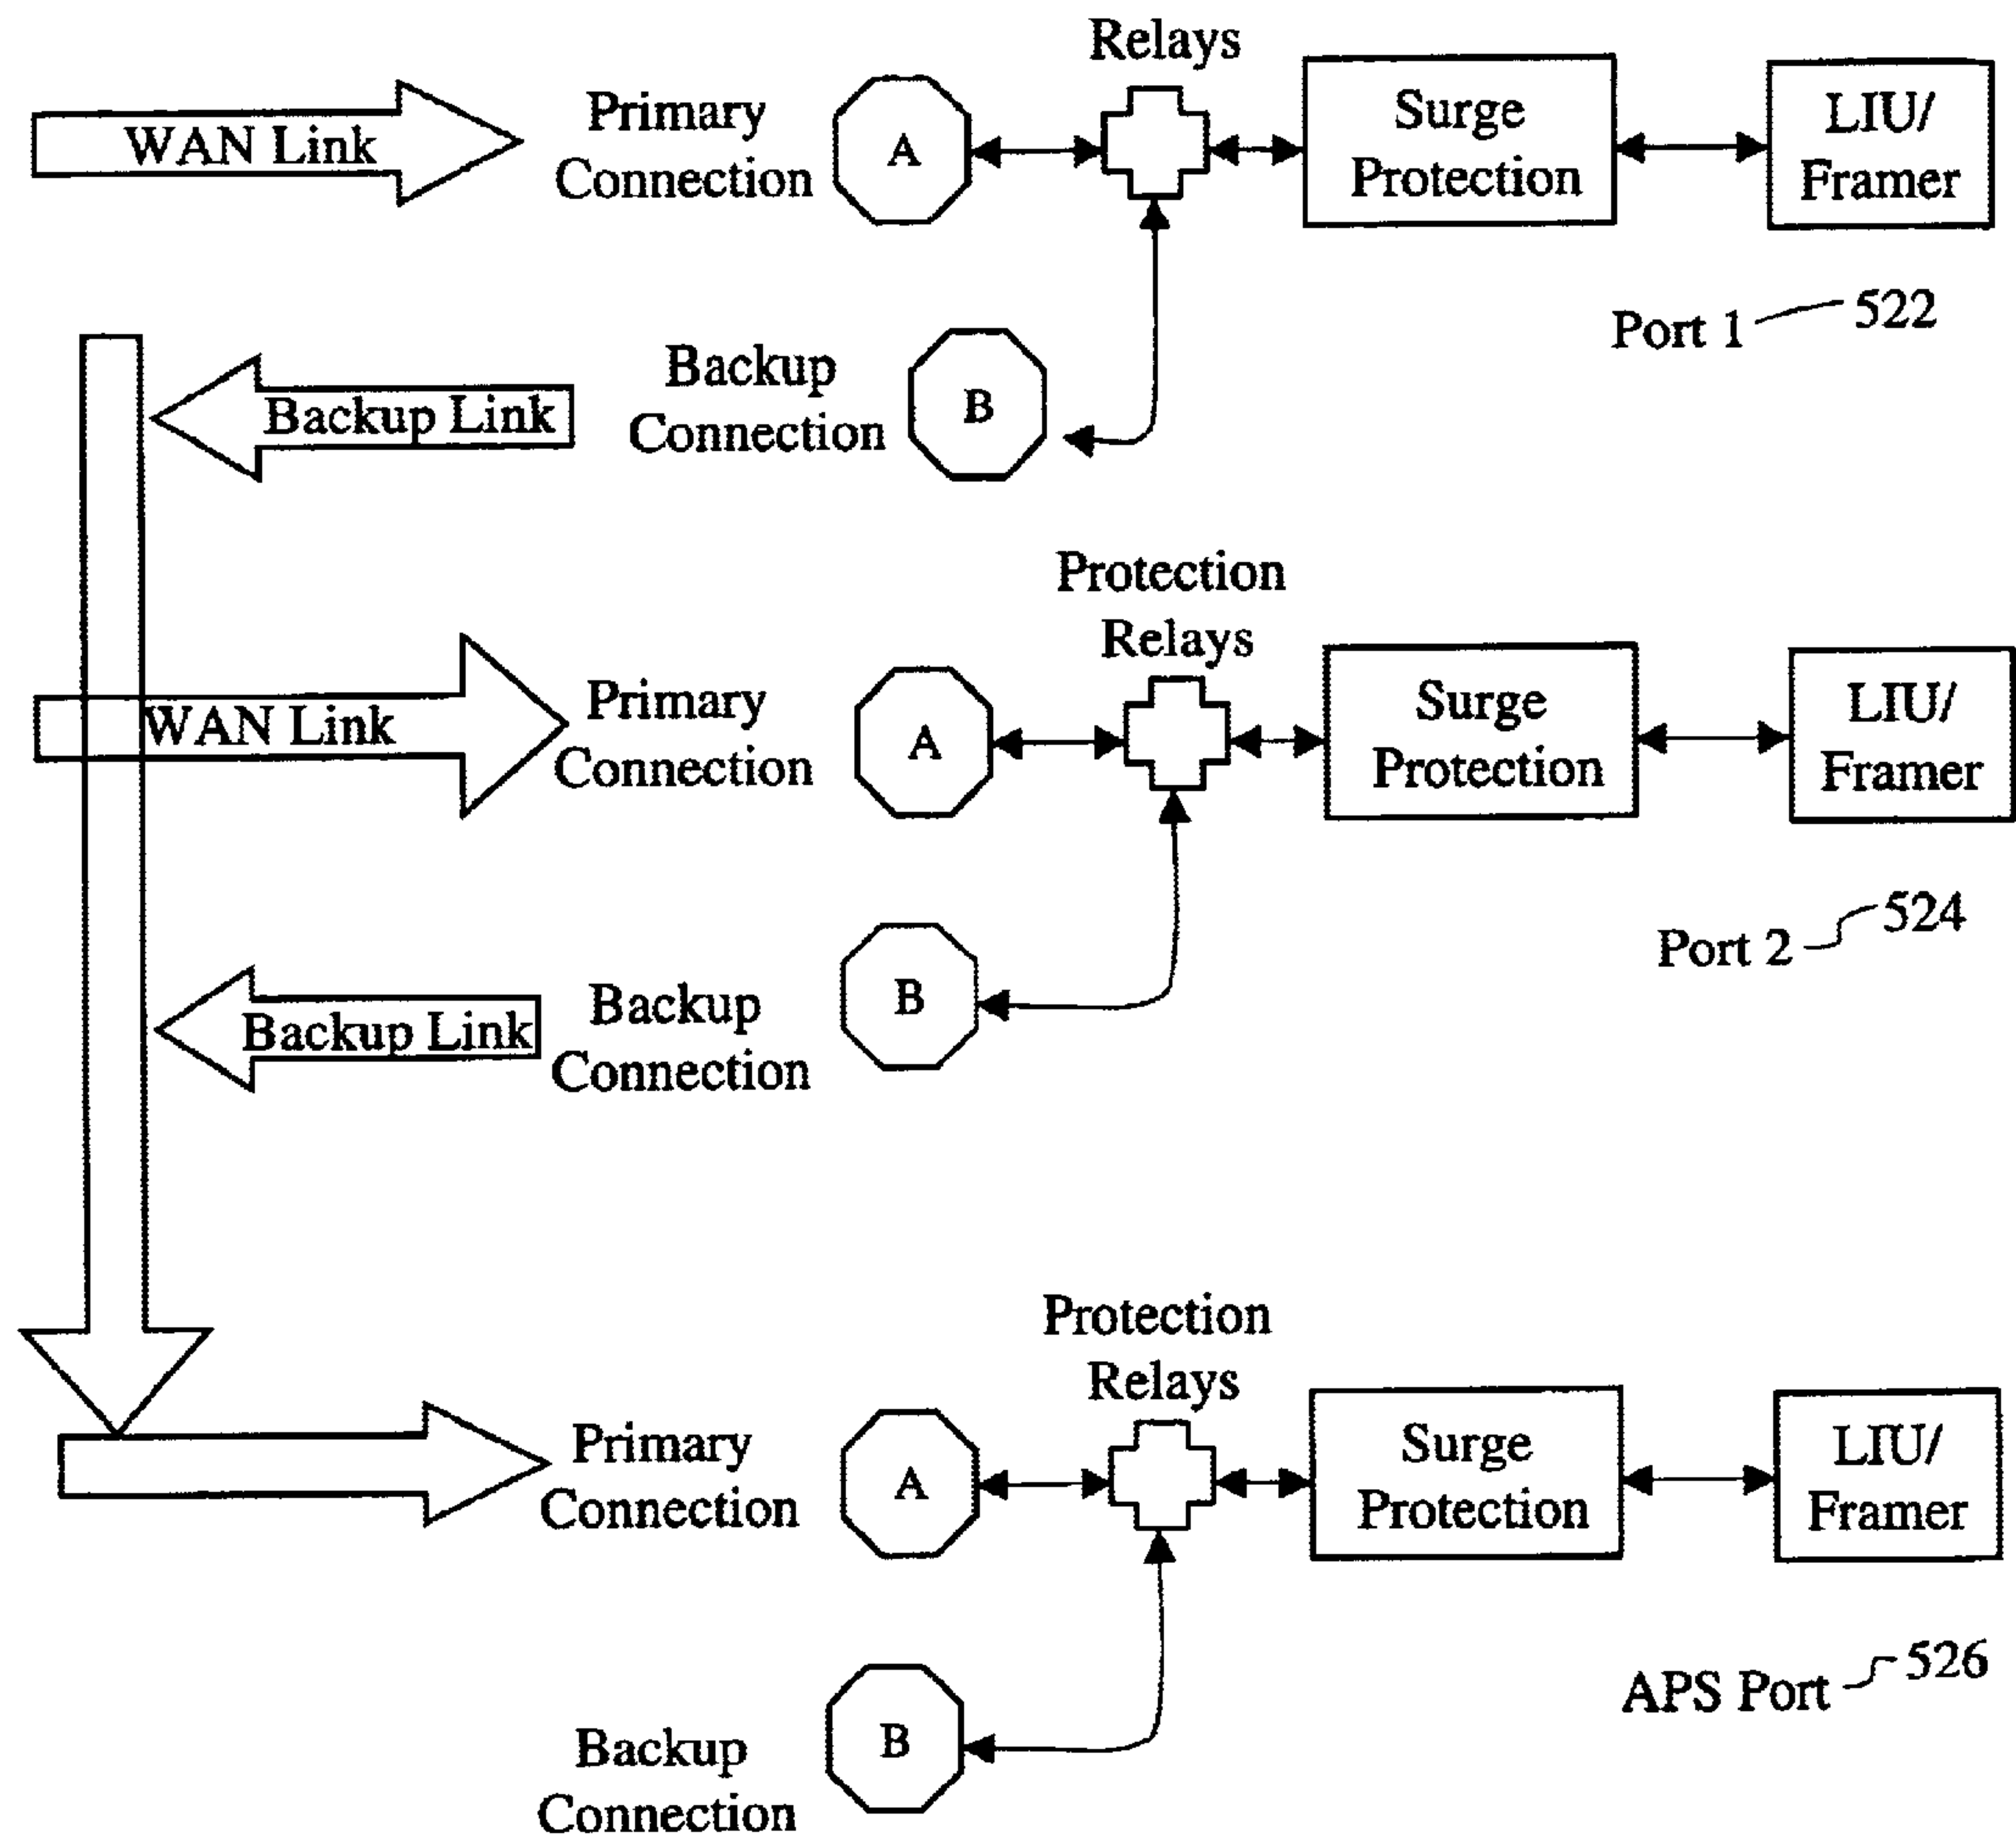 Relays
WAN Link
Primary
Connection
A
Surge
Protection
LIU/
Framer
Port 1
522
Backup Link
Backup
Connection
B
Protection
Relays
WAN Link
Primary
Connection
A
Surge
Protection
LIU/
Framer
Port 2
524
Backup Link
Backup
Connection
B
Protection
Relays
Primary
Connection
A
Surge
Protection
LIU/
Framer
APS Port
526
Backup
Connection
B